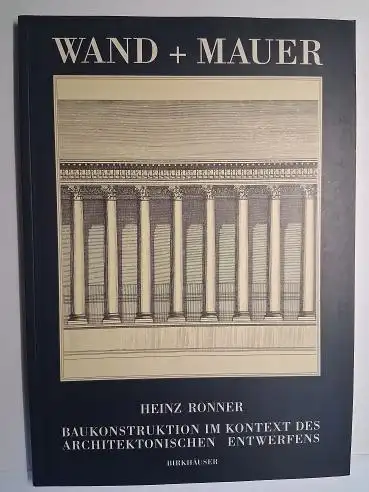 WAND + MAUER
HEINZ RONNER
BAUKONSTRUKTION IM KONTEXT DES
ARCHITEKTONISCHEN ENTWERFENS
BIRKHÄUSER